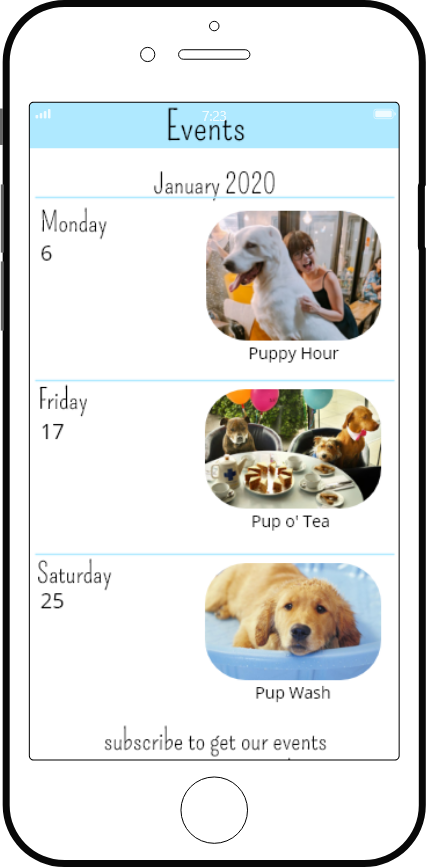 7:23
Events
January 2020
Monday
6
Puppy Hour
Friday
17
Pup o' Tea
Saturday
25
Pup Wash
subscribe to get our events